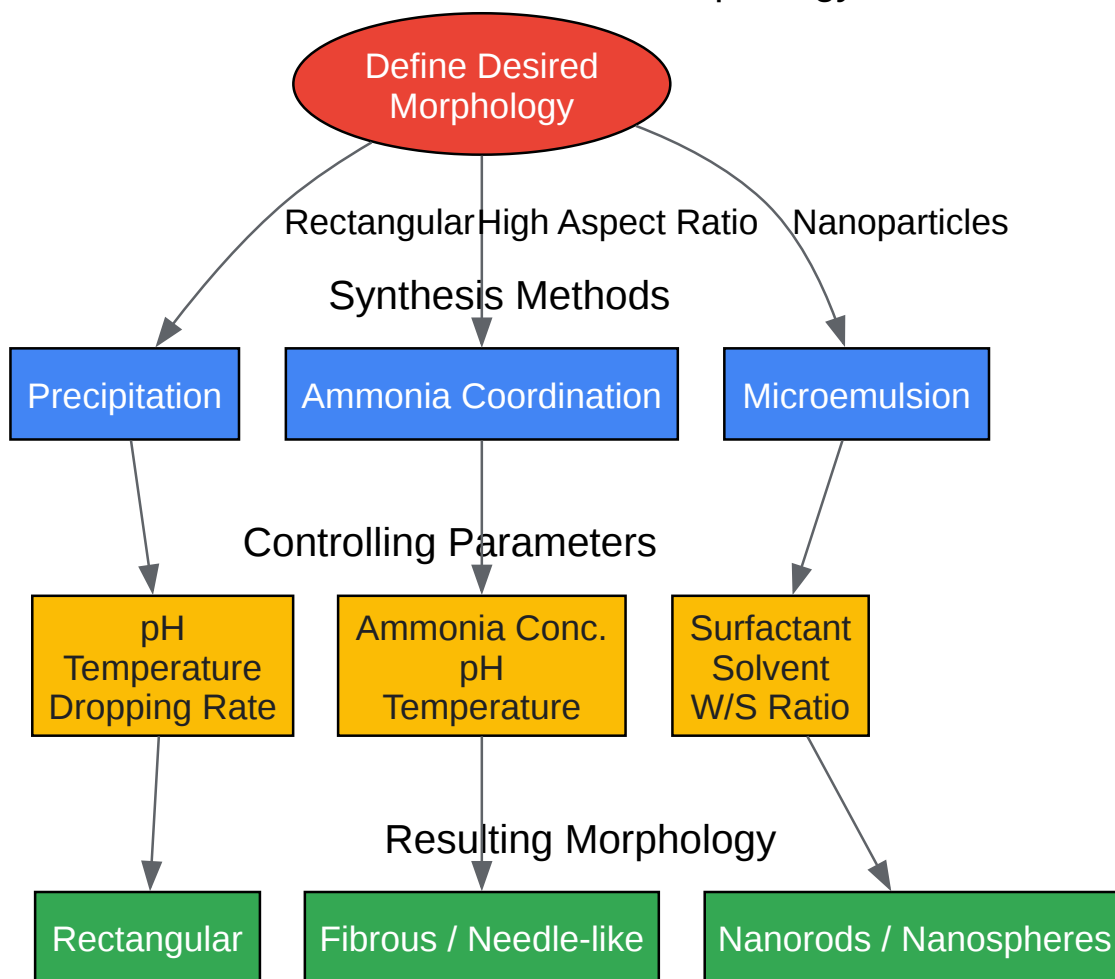 Define Desired
Morphology
Rectangular
High Aspect Ratio
Nanoparticles
Synthesis Methods
Precipitation
Ammonia Coordination
Microemulsion
Controlling Parameters
pH
Temperature
Dropping Rate
Ammonia Conc.
pH
Temperature
Surfactant
Solvent
W/S Ratio
Resulting Morphology
Rectangular
Fibrous / Needle-like
Nanorods / Nanospheres